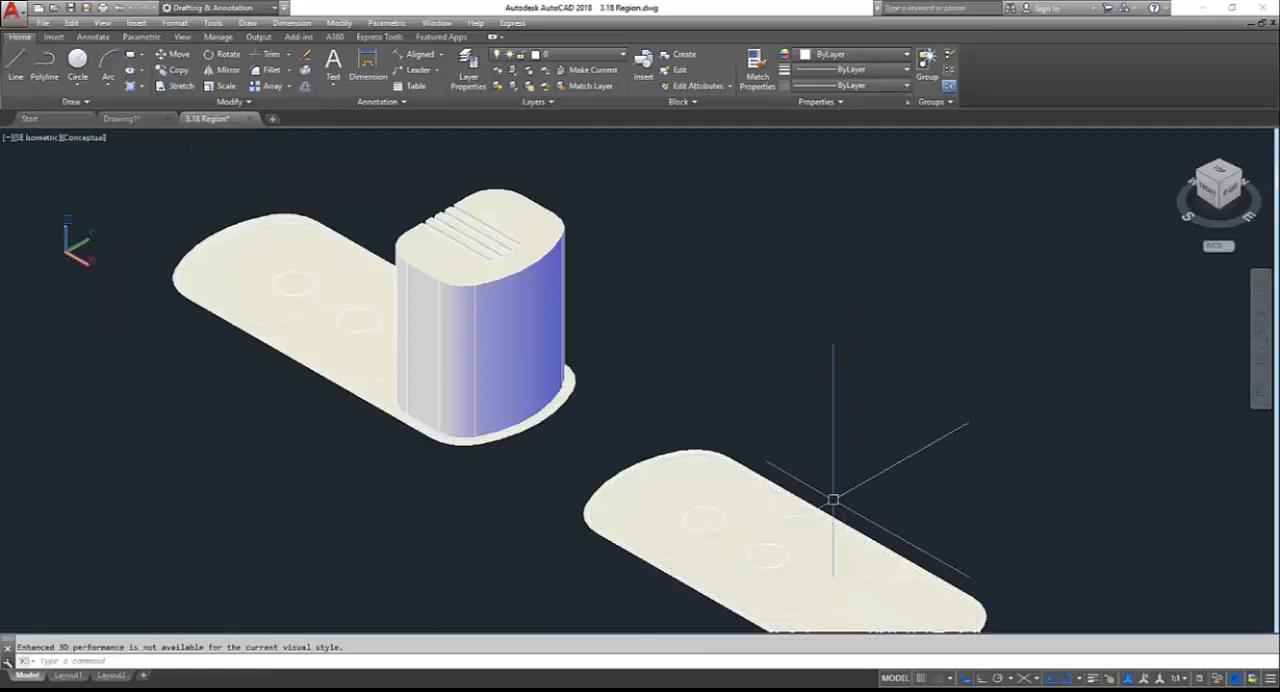 Drafting & Annotation
Autodesk AutoCAD 2018 3.18 Region.dwg
Type a keyword or phrase
Sign In
File Edit View Insert Format Tools Draw Dimension Modify Parametric Window Help Express
Home Insert Annotate Parametric View Manage Output Add-ins A360 Express Tools Featured Apps
Line Polyline Circle Arc
Move Rotate Trim
Copy Mirror Fillet
Stretch Scale Array
Text Dimension
Aligned
Leader
Table
Layer Properties
0
Make Current
Match Layer
Insert
Create
Edit
Edit Attributes
Match Properties
ByLayer
ByLayer
ByLayer
Group
Draw Modify Annotation Layers Block Properties Groups
Start Drawing1* 3.18 Region*
[-][SE Isometric][Conceptual]
TOP
FRONT
S
E
WCS
Enhanced 3D performance is not available for the current visual style.
Type a command
Model Layout1 Layout2
MODEL
1:1